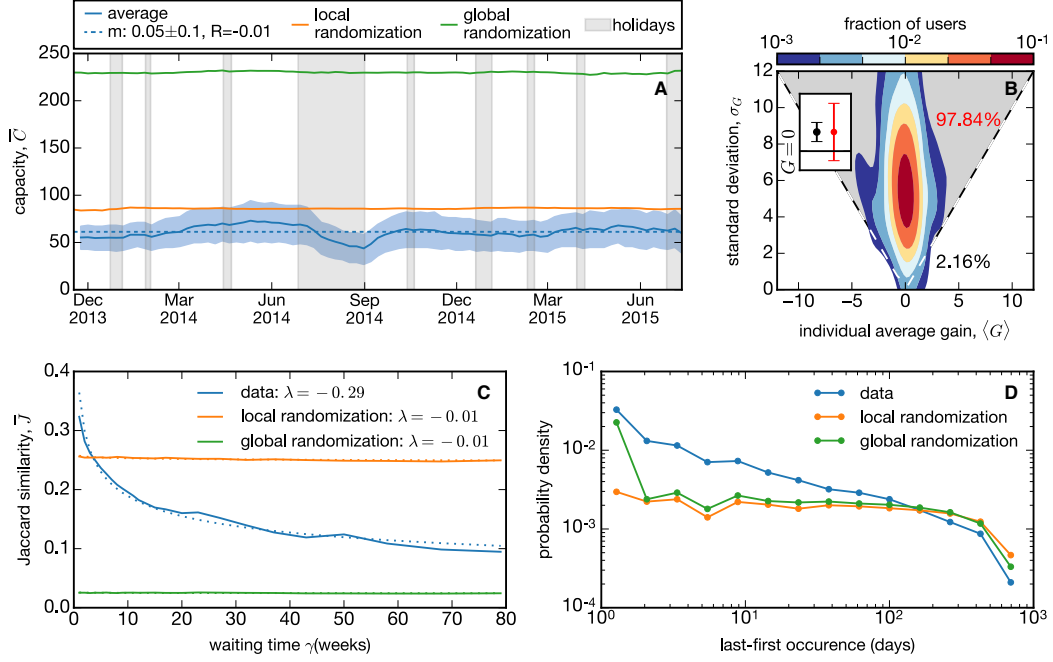 average
m: 0.05±0.1, R=-0.01
local
randomization
global
randomization
holidays
A
capacity, C̅
250
200
150
100
50
0
Dec
2013
Mar
2014
Jun
2014
Sep
2014
Dec
2014
Mar
2015
Jun
2015
fraction of users
10⁻³
10⁻²
10⁻¹
B
97.84%
2.16%
G=0
standard deviation, σ_G
12
10
8
6
4
2
0
−10
−5
0
5
10
individual average gain, ⟨G⟩
C
data: λ = −0.29
local randomization: λ = −0.01
global randomization: λ = −0.01
Jacccard similarity, J̅
0.4
0.3
0.2
0.1
0.0
0
10
20
30
40
50
60
70
80
waiting time γ(weeks)
D
data
local randomization
global randomization
probability density
10⁻¹
10⁻²
10⁻³
10⁻⁴
10⁰
10¹
10²
10³
last-first occurence (days)